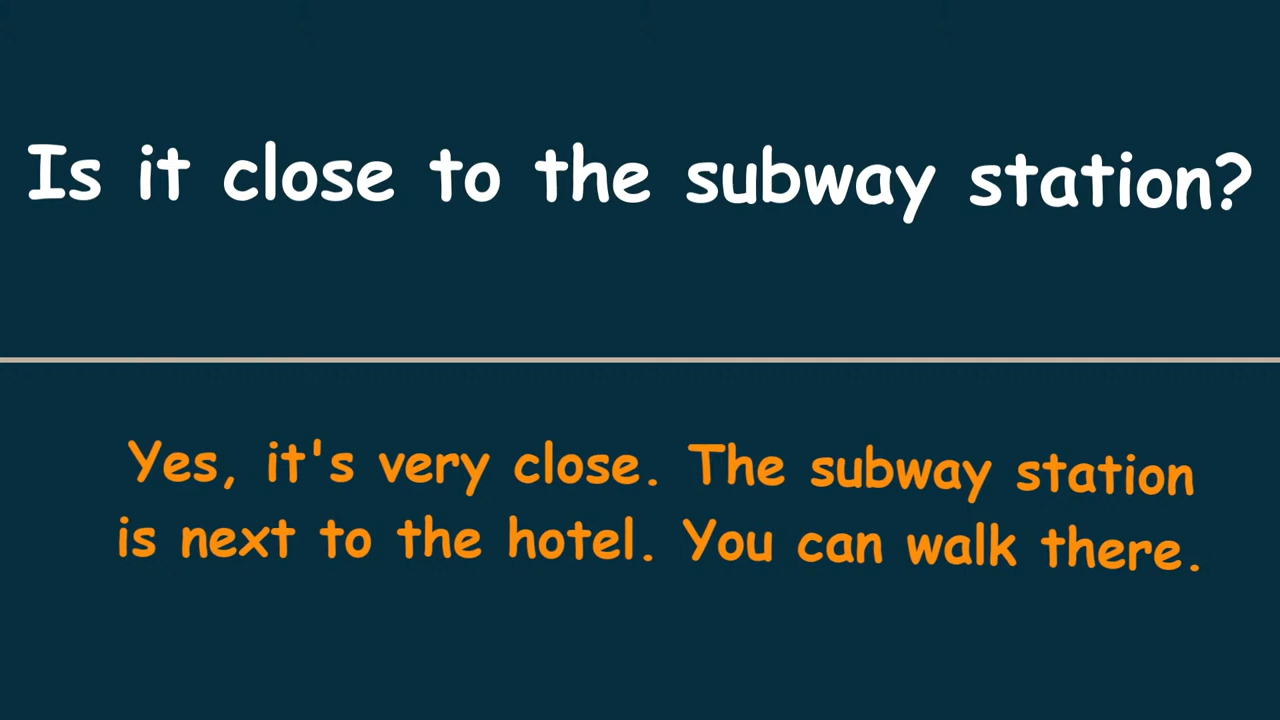 Is it close to the subway station?
Yes, it's very close. The subway station
is next to the hotel. You can walk there.